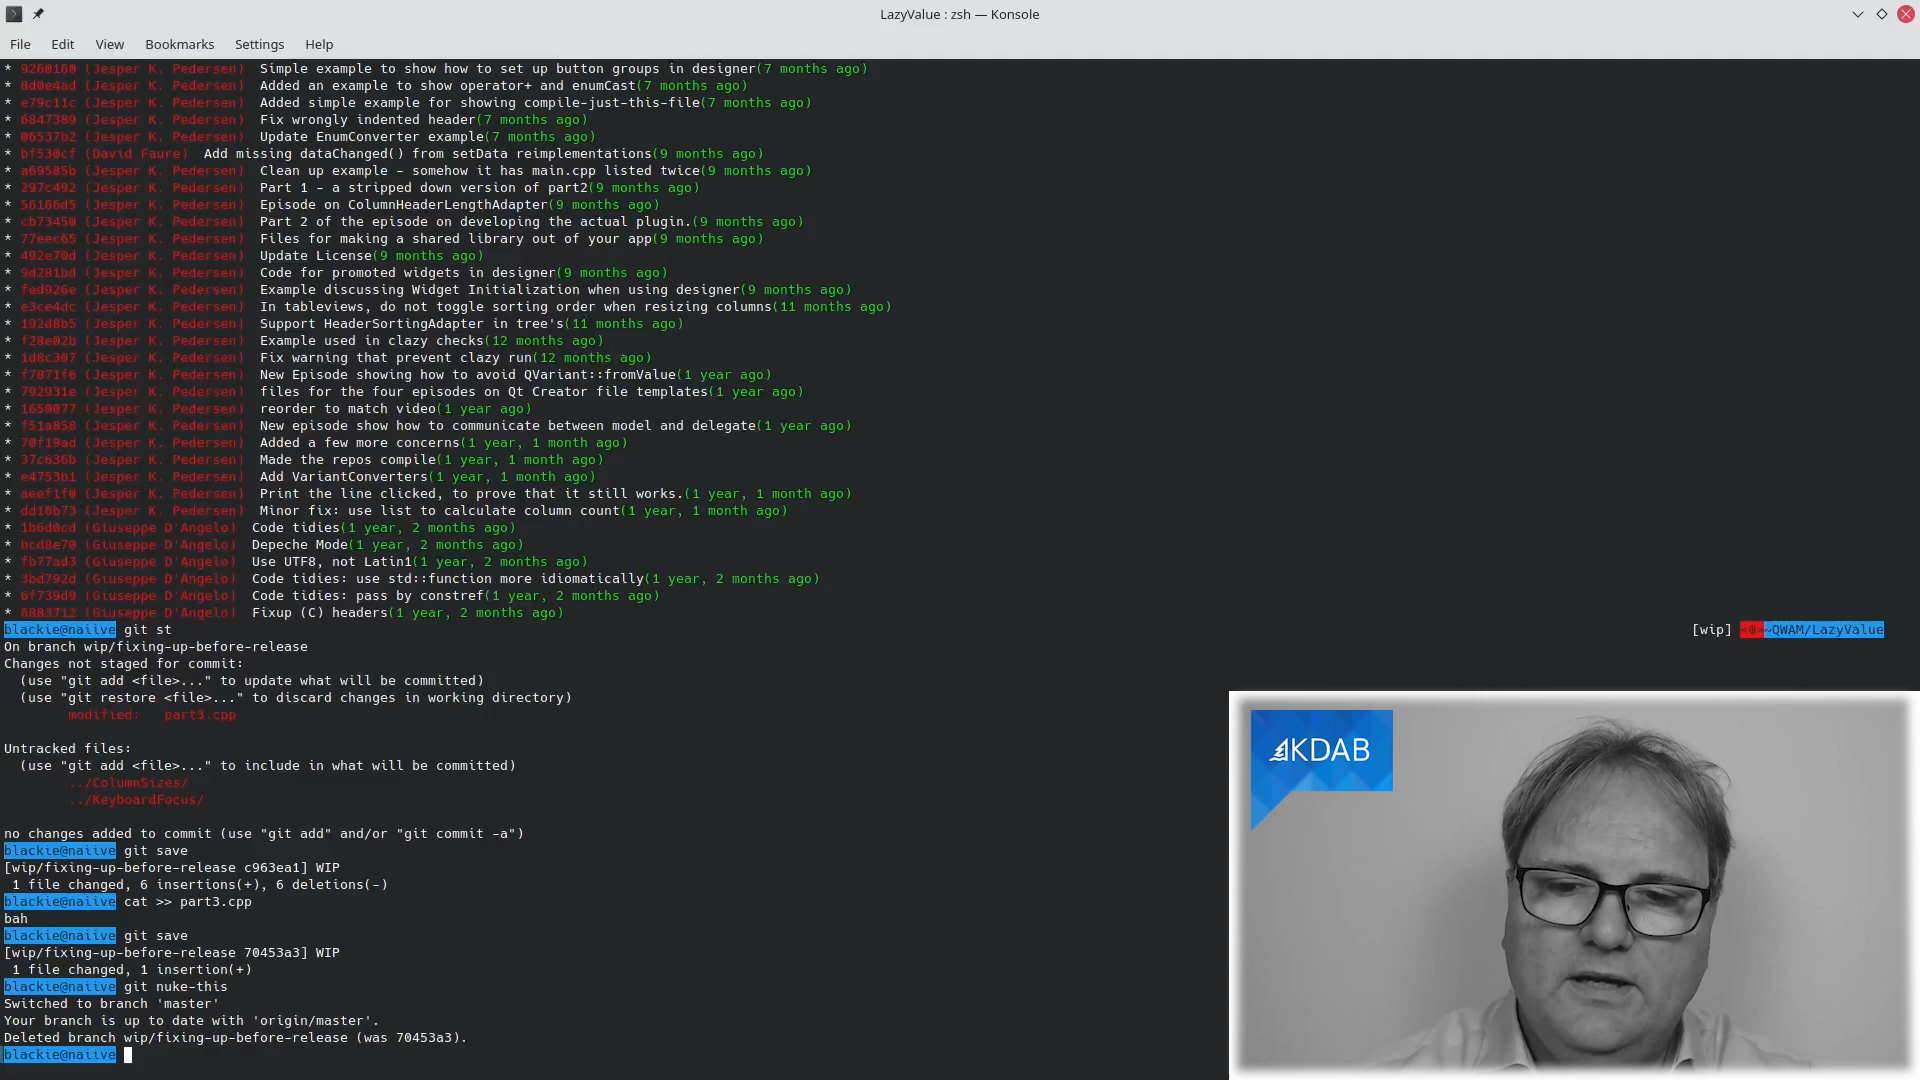 LazyValue : zsh — Konsole
File Edit View Bookmarks Settings Help
* 9260160 (Jesper K. Pedersen) Simple example to show how to set up button groups in designer(7 months ago)
* 8d0e4ad (Jesper K. Pedersen) Added an example to show operator+ and enumCast(7 months ago)
* e79c11c (Jesper K. Pedersen) Added simple example for showing compile-just-this-file(7 months ago)
* 6847389 (Jesper K. Pedersen) Fix wrongly indented header(7 months ago)
* 06537b2 (Jesper K. Pedersen) Update EnumConverter example(7 months ago)
* bf530cf (David Faure) Add missing dataChanged() from setData reimplementations(9 months ago)
* a69585b (Jesper K. Pedersen) Clean up example - somehow it has main.cpp listed twice(9 months ago)
* 297c492 (Jesper K. Pedersen) Part 1 - a stripped down version of part2(9 months ago)
* 56166d5 (Jesper K. Pedersen) Episode on ColumnHeaderLengthAdapter(9 months ago)
* cb73450 (Jesper K. Pedersen) Part 2 of the episode on developing the actual plugin.(9 months ago)
* 77eec65 (Jesper K. Pedersen) Files for making a shared library out of your app(9 months ago)
* 492e70d (Jesper K. Pedersen) Update License(9 months ago)
* 9d281bd (Jesper K. Pedersen) Code for promoted widgets in designer(9 months ago)
* fed926e (Jesper K. Pedersen) Example discussing Widget Initialization when using designer(9 months ago)
* e3ce4dc (Jesper K. Pedersen) In tableviews, do not toggle sorting order when resizing columns(11 months ago)
* 192d8b5 (Jesper K. Pedersen) Support HeaderSortingAdapter in tree's(11 months ago)
* f28e02b (Jesper K. Pedersen) Example used in clazy checks(12 months ago)
* 1d8c307 (Jesper K. Pedersen) Fix warning that prevent clazy run(12 months ago)
* f7871f6 (Jesper K. Pedersen) New Episode showing how to avoid QVariant::fromValue(1 year ago)
* 792931e (Jesper K. Pedersen) files for the four episodes on Qt Creator file templates(1 year ago)
* 1650077 (Jesper K. Pedersen) reorder to match video(1 year ago)
* f51a858 (Jesper K. Pedersen) New episode show how to communicate between model and delegate(1 year ago)
* 70f19ad (Jesper K. Pedersen) Added a few more concerns(1 year, 1 month ago)
* 37c636b (Jesper K. Pedersen) Made the repos compile(1 year, 1 month ago)
* e4753b1 (Jesper K. Pedersen) Add VariantConverters(1 year, 1 month ago)
* aeef1f0 (Jesper K. Pedersen) Print the line clicked, to prove that it still works.(1 year, 1 month ago)
* dd16b73 (Jesper K. Pedersen) Minor fix: use list to calculate column count(1 year, 1 month ago)
* 1b6d0cd (Giuseppe D'Angelo) Code tidies(1 year, 2 months ago)
* bcd8e70 (Giuseppe D'Angelo) Depeche Mode(1 year, 2 months ago)
* fb77ad3 (Giuseppe D'Angelo) Use UTF8, not Latin1(1 year, 2 months ago)
* 3bd792d (Giuseppe D'Angelo) Code tidies: use std::function more idiomatically(1 year, 2 months ago)
* 6f739d9 (Giuseppe D'Angelo) Code tidies: pass by constref(1 year, 2 months ago)
* 6883712 (Giuseppe D'Angelo) Fixup (C) headers(1 year, 2 months ago)
blackie@naiive git st [wip] <@>~QWAM/LazyValue
On branch wip/fixing-up-before-release
Changes not staged for commit:
(use "git add <file>..." to update what will be committed)
(use "git restore <file>..." to discard changes in working directory)
modified: part3.cpp
Untracked files:
(use "git add <file>..." to include in what will be committed)
../ColumnSizes/
../KeyboardFocus/
no changes added to commit (use "git add" and/or "git commit -a")
blackie@naiive git save
[wip/fixing-up-before-release c963ea1] WIP
1 file changed, 6 insertions(+), 6 deletions(-)
blackie@naiive cat >> part3.cpp
bah
blackie@naiive git save
[wip/fixing-up-before-release 70453a3] WIP
1 file changed, 1 insertion(+)
blackie@naiive git nuke-this
Switched to branch 'master'
Your branch is up to date with 'origin/master'.
Deleted branch wip/fixing-up-before-release (was 70453a3).
blackie@naiive
KDAB